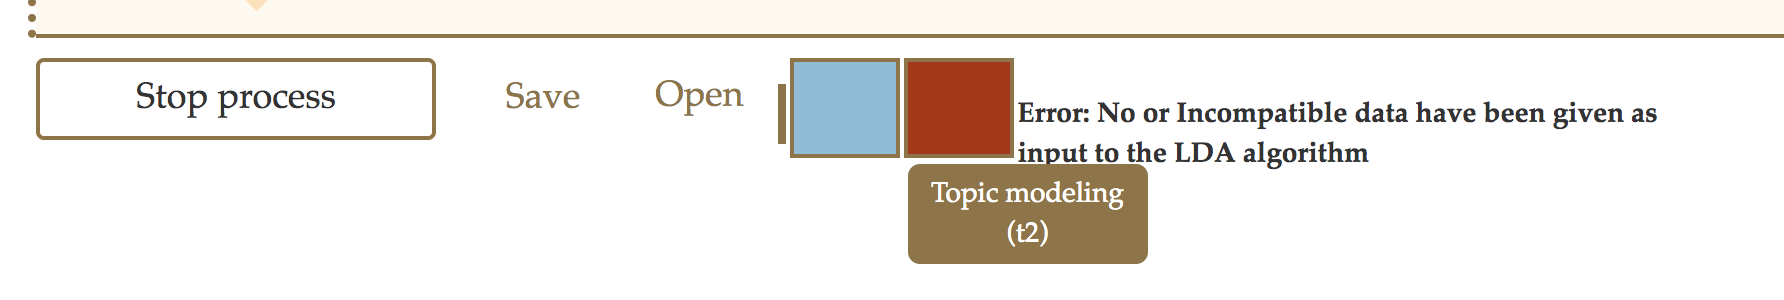 Stop process
Save
Open
Error: No or Incompatible data have been given as
input to the LDA algorithm
Topic modeling
(t2)